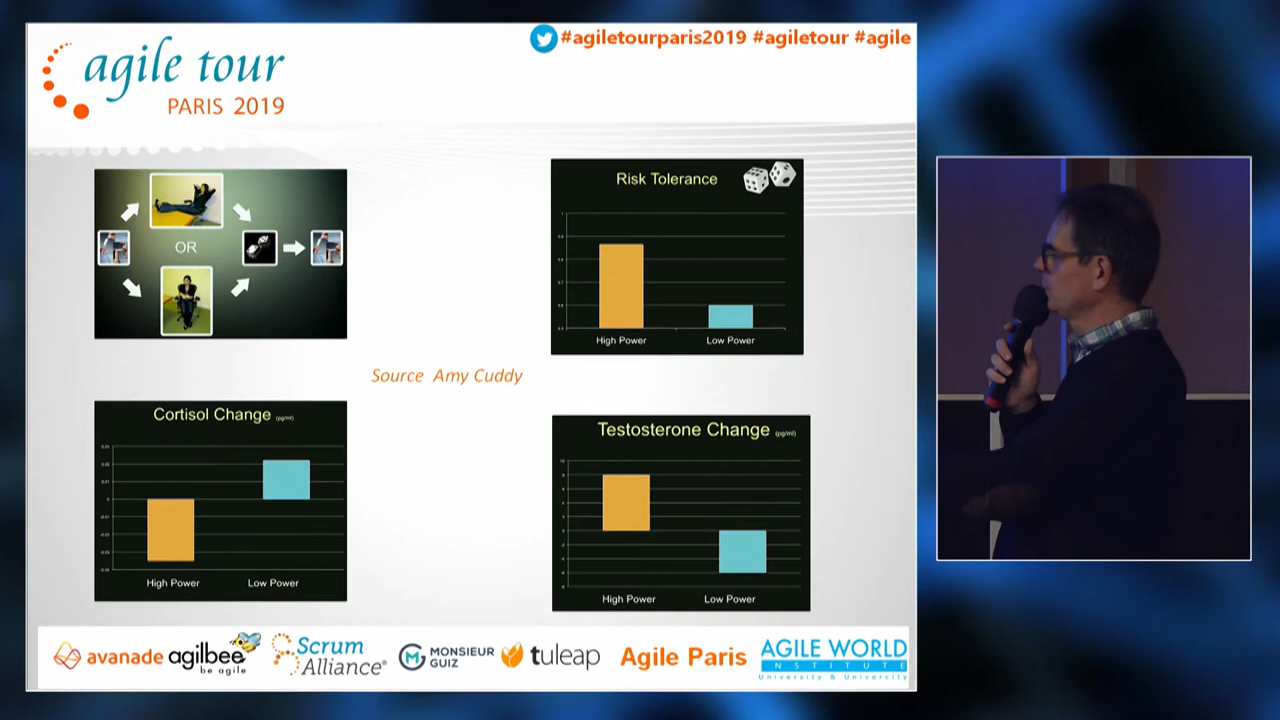 agile tour
PARIS 2019
#agiletourparis2019 #agiletour #agile
OR
Risk Tolerance
High Power
Low Power
Source Amy Cuddy
Cortisol Change (pg/ml)
High Power
Low Power
Testosterone Change (pg/ml)
High Power
Low Power
avanade
agilbee
be agile
Scrum
Alliance®
MONSIEUR
GUIZ
tuleap
Agile Paris
AGILE WORLD
INSTITUTE
University & Univercity